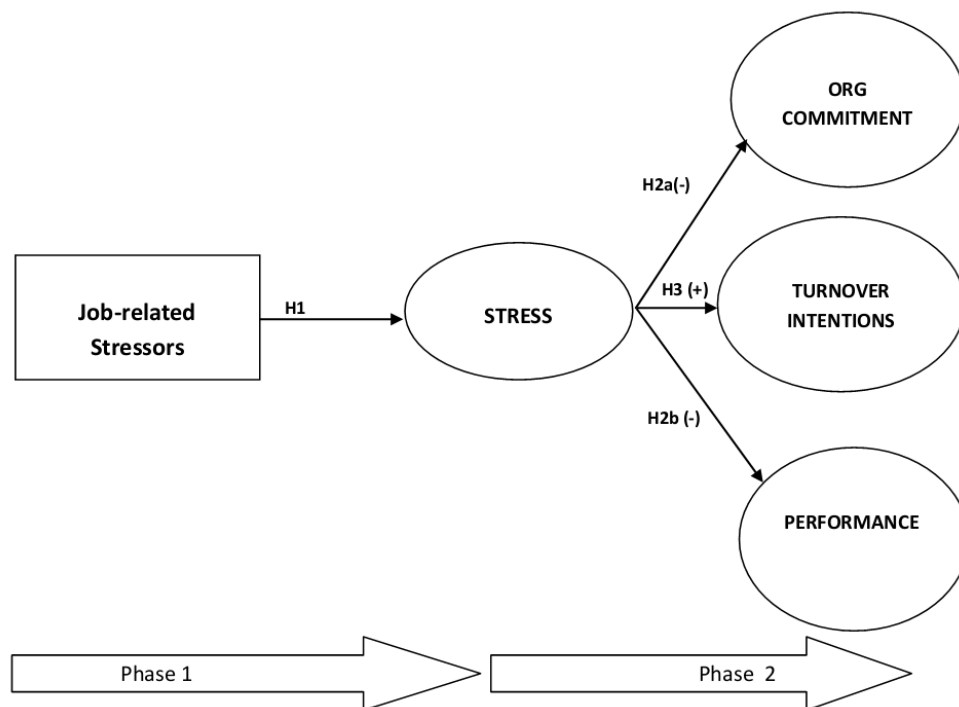 ORG
COMMITMENT
H2a(-)
Job-related
Stressors
H1
STRESS
H3 (+)
TURNOVER
INTENTIONS
H2b (-)
PERFORMANCE
Phase 1
Phase 2